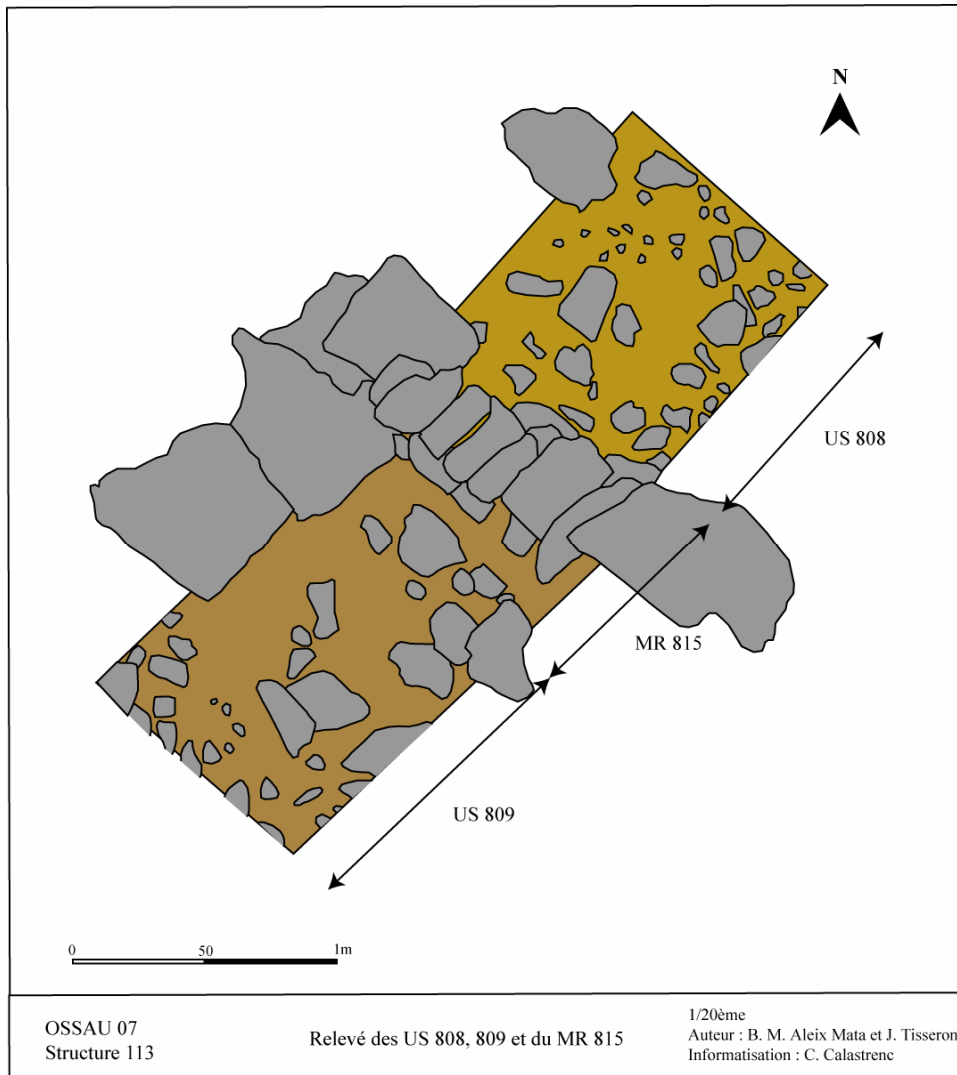 N
US 808
MR 815
US 809
0 50 1m
OSSAU 07
Structure 113
Relevé des US 808, 809 et du MR 815
1/20ème
Auteur : B. M. Aleix Mata et J. Tisseron
Informatisation : C. Calastrenc